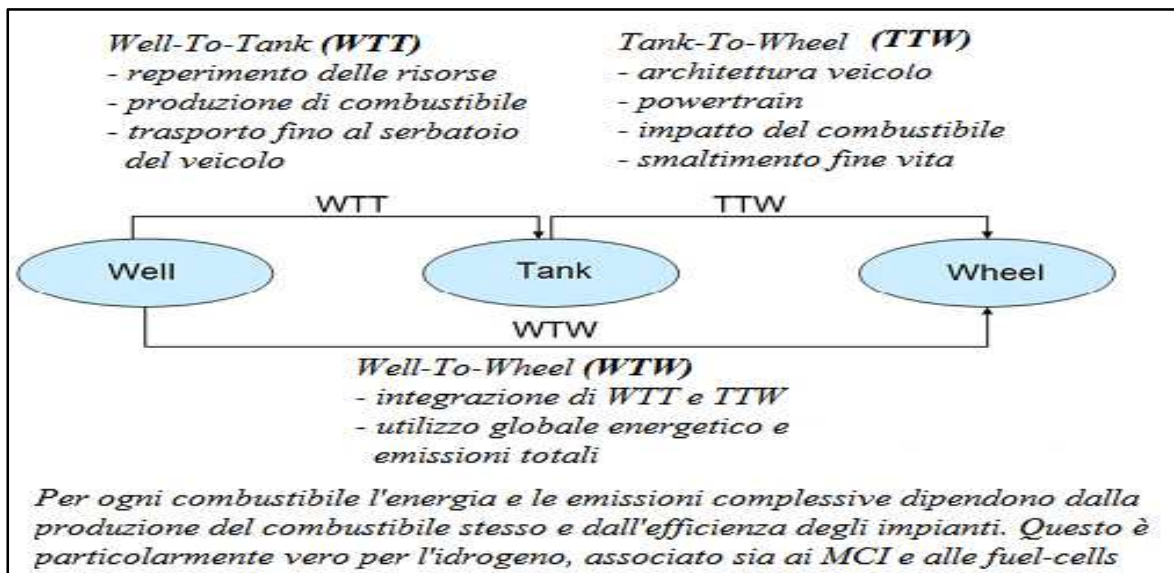 Well-To-Tank (WTT)
- reperimento delle risorse
- produzione di combustibile
- trasporto fino al serbatoio
del veicolo
Tank-To-Wheel (TTW)
- architettura veicolo
- powertrain
- impatto del combustibile
- smaltimento fine vita
WTT
TTW
Well
Tank
Wheel
WTW
Well-To-Wheel (WTW)
- integrazione di WTT e TTW
- utilizzo globale energetico e
emissioni totali
Per ogni combustibile l'energia e le emissioni complessive dipendono dalla
produzione del combustibile stesso e dall'efficienza degli impianti. Questo è
particolarmente vero per l'idrogeno, associato sia ai MCI e alle fuel-cells